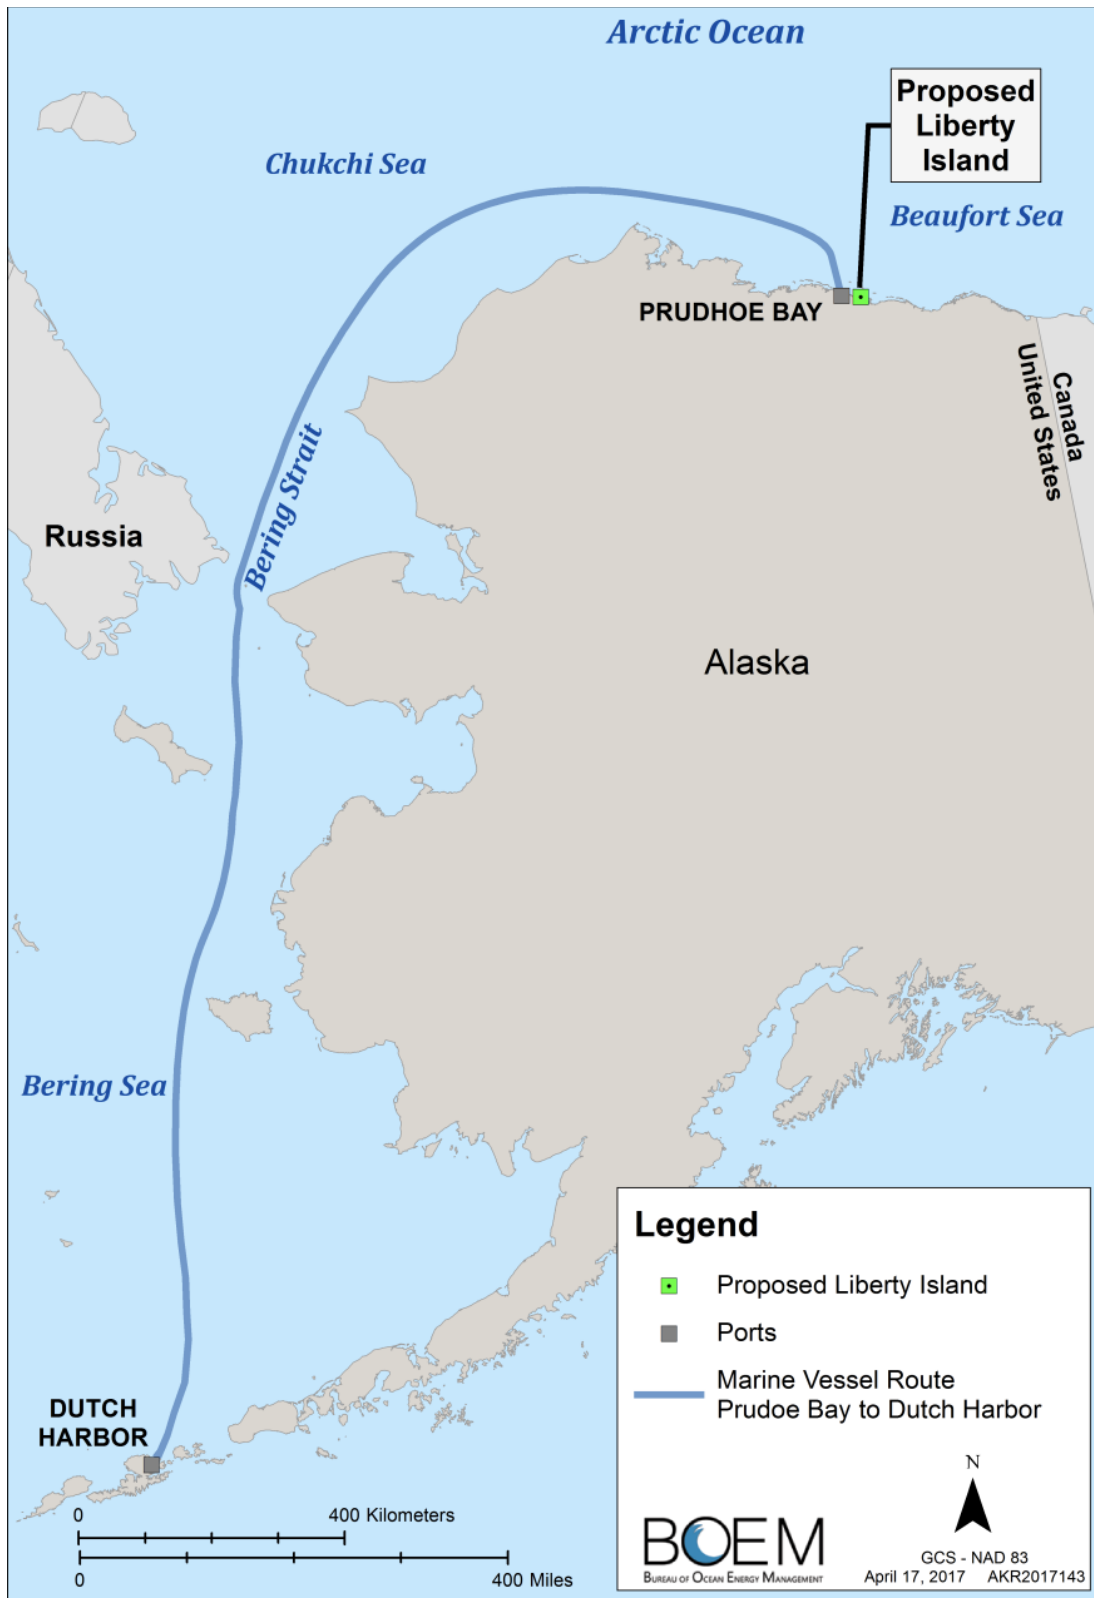 Arctic Ocean
Proposed
Liberty
Island
Chukchi Sea
Beaufort Sea
PRUDHOE BAY
Canada
United States
Bering Strait
Russia
Alaska
Bering Sea
DUTCH
HARBOR
0
400 Kilometers
0
400 Miles
Legend
Proposed Liberty Island
Ports
Marine Vessel Route
Prudoe Bay to Dutch Harbor
N
BOEM
BUREAU OF OCEAN ENERGY MANAGEMENT
GCS - NAD 83
April 17, 2017 AKR2017143